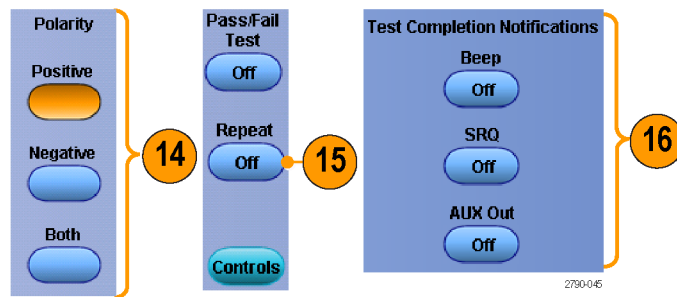 Polarity
Positive
Negative
Both
14
Pass/Fail
Test
Off
Repeat
Off
15
Controls
Test Completion Notifications
Beep
Off
SRQ
Off
AUX Out
Off
16
2790-045